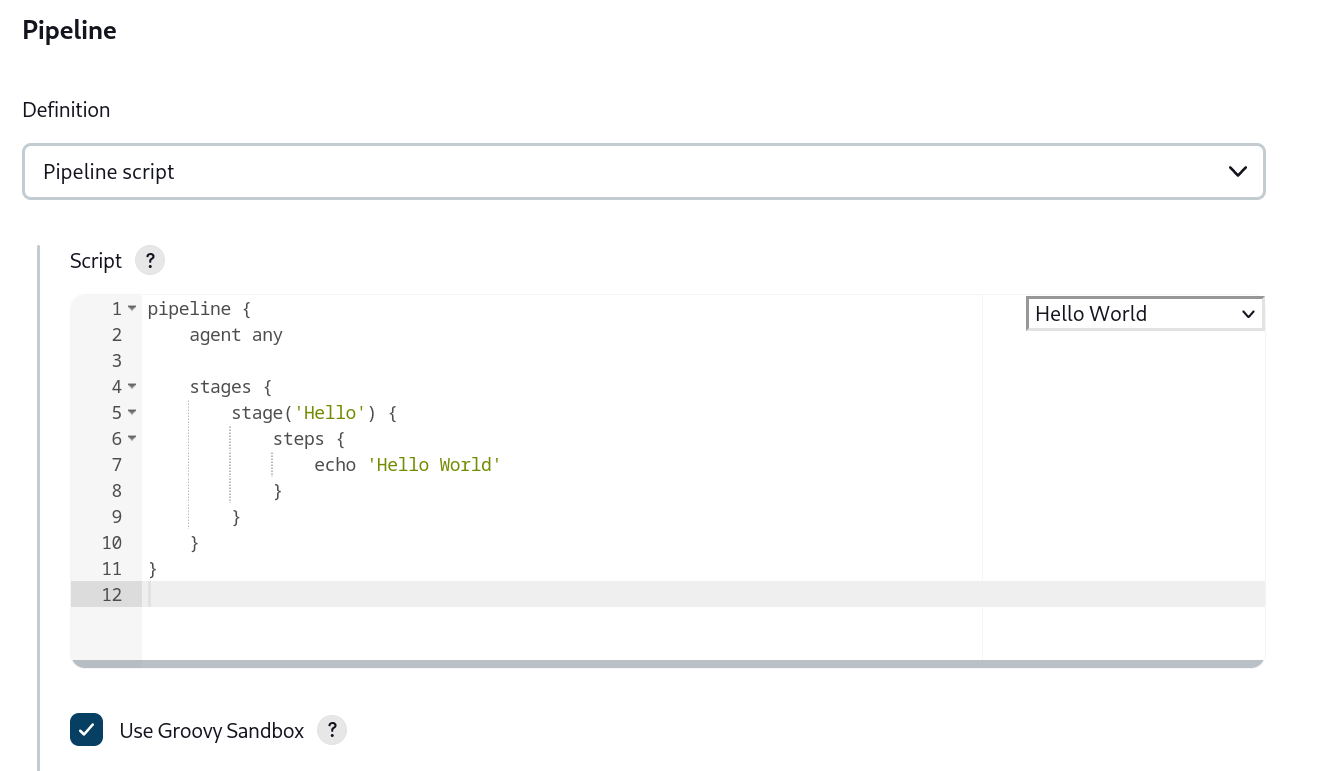 Pipeline
Definition
Pipeline script
Script ?
Hello World
1 pipeline {
2     agent any
3
4     stages {
5         stage('Hello') {
6             steps {
7                 echo 'Hello World'
8             }
9         }
10     }
11 }
12
Use Groovy Sandbox ?